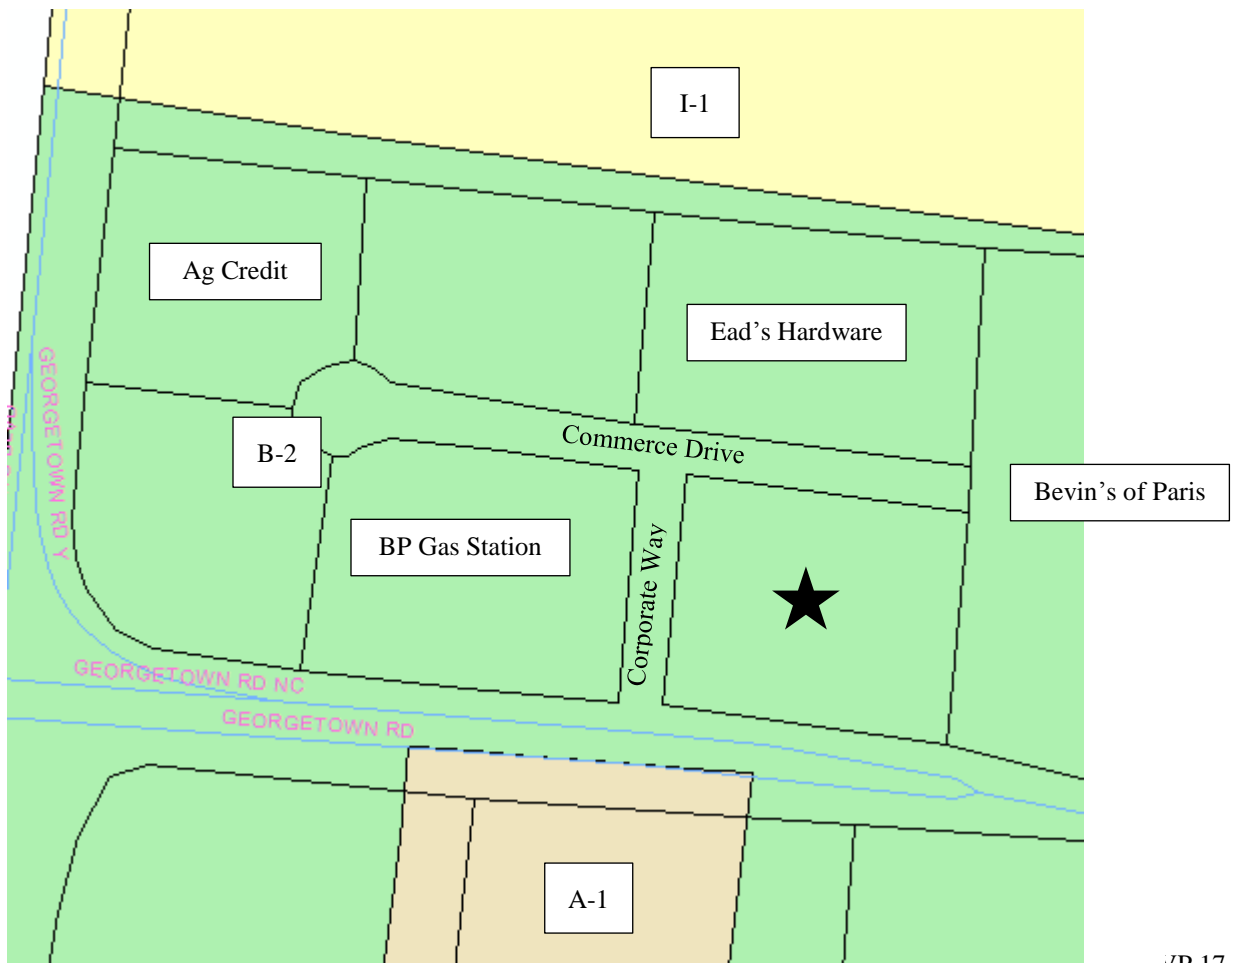 I-1
Ag Credit
Ead's Hardware
GEORGETOWN RD Y
Commerce Drive
B-2
Bevin's of Paris
BP Gas Station
Corporate Way
GEORGETOWN RD NC
GEORGETOWN RD
A-1